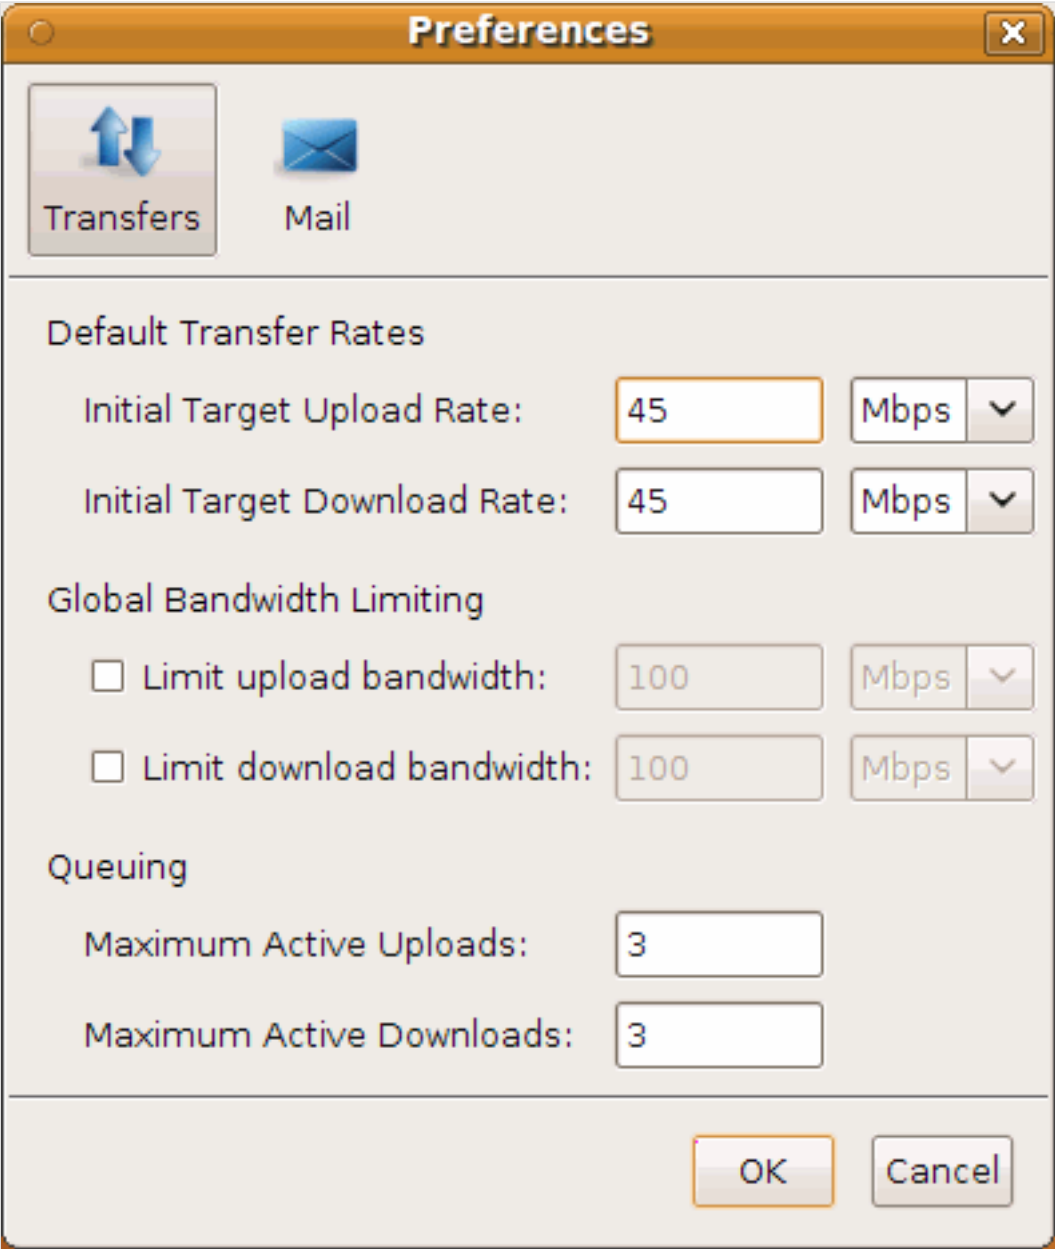 Preferences
Transfers Mail
Default Transfer Rates
Initial Target Upload Rate: 45 Mbps
Initial Target Download Rate: 45 Mbps
Global Bandwidth Limiting
Limit upload bandwidth: 100 Mbps
Limit download bandwidth: 100 Mbps
Queuing
Maximum Active Uploads: 3
Maximum Active Downloads: 3
OK Cancel